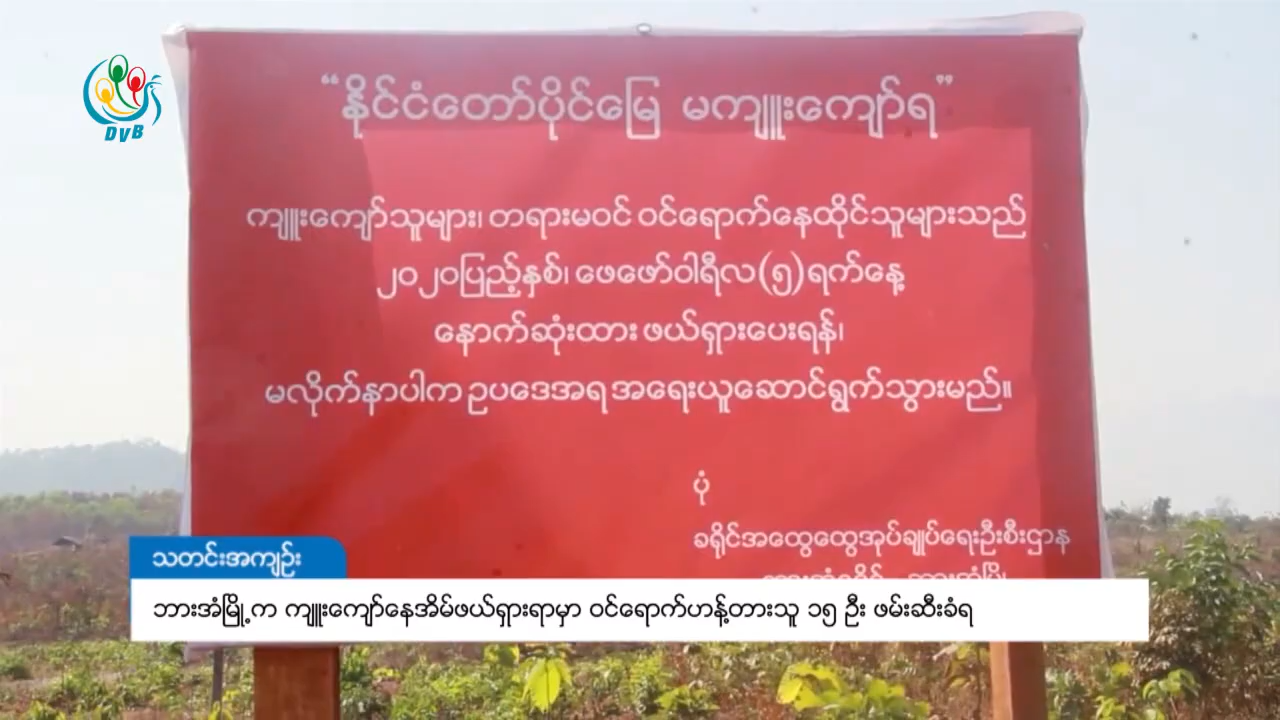 DVB
“နိုင်ငံတော်ပိုင်မြေ မကျူးကျော်ရ”
ကျူးကျော်သူများ၊ တရားမဝင် ဝင်ရောက်နေထိုင်သူများသည်
၂၀၂၀ပြည့်နှစ်၊ ဖေဖော်ဝါရီလ(၅)ရက်နေ့
နောက်ဆုံးထား ဖယ်ရှားပေးရန်၊
မလိုက်နာပါက ဥပဒေအရ အရေးယူဆောင်ရွက်သွားမည်။
ပုံ
ခရိုင်အထွေထွေအုပ်ချုပ်ရေးဦးစီးဌာန
သတင်းအကျဉ်း
ဘားအံမြို့က ကျူးကျော်နေအိမ်ဖယ်ရှားရာမှာ ဝင်ရောက်ဟန့်တားသူ ၁၅ ဦး ဖမ်းဆီးခံရ